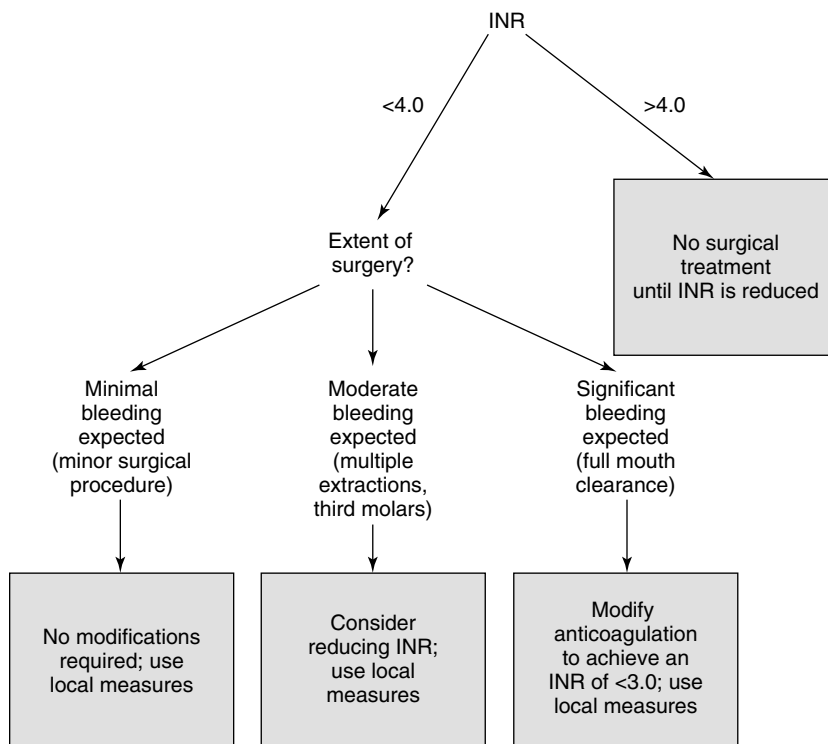 INR
<4.0
>4.0
No surgical
treatment
until INR is reduced
Extent of
surgery?
Minimal
bleeding
expected
(minor surgical
procedure)
Moderate
bleeding
expected
(multiple
extractions,
third molars)
Significant
bleeding
expected
(full mouth
clearance)
No modifications
required; use
local measures
Consider
reducing INR;
use local
measures
Modify
anticoagulation
to achieve an
INR of <3.0; use
local measures